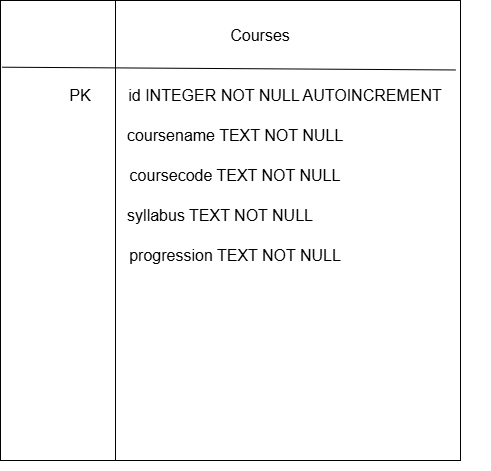 Courses
PK id INTEGER NOT NULL AUTOINCREMENT
coursename TEXT NOT NULL
coursecode TEXT NOT NULL
syllabus TEXT NOT NULL
progression TEXT NOT NULL